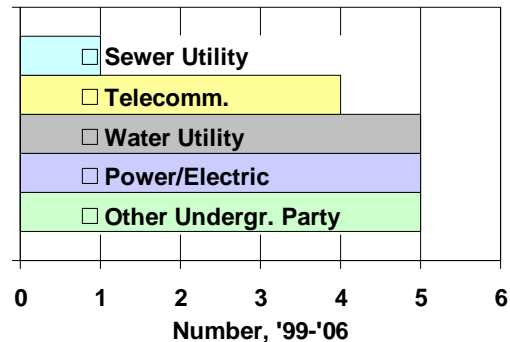 □ Sewer Utility
□ Telecomm.
□ Water Utility
□ Power/Electric
□ Other Undergr. Party
0 1 2 3 4 5 6
Number, '99-'06